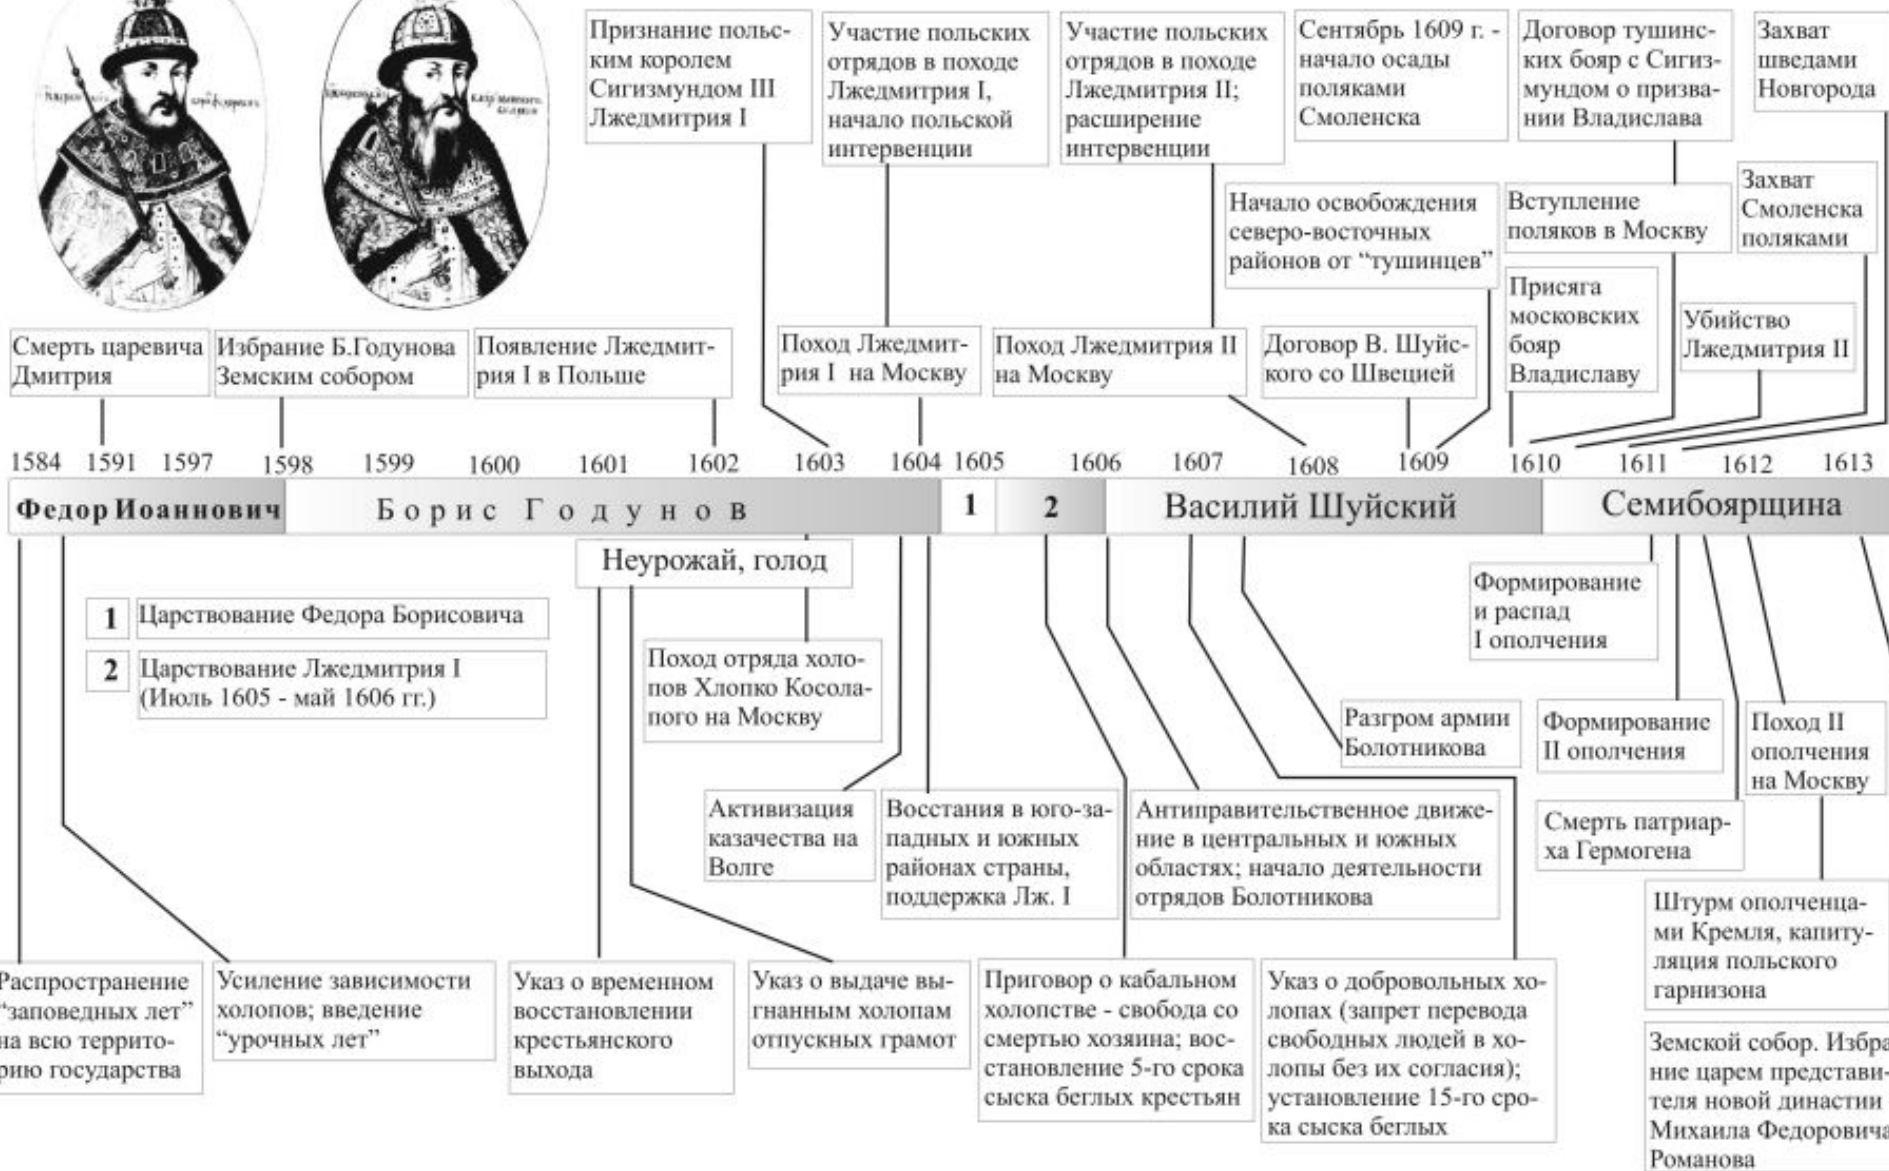 Признание польс-
ким королем
Сигизмундом III
Лжедмитрия I
Участие польских
отрядов в походе
Лжедмитрия I,
начало польской
интервенции
Участие польских
отрядов в походе
Лжедмитрия II;
расширение
интервенции
Сентябрь 1609 г. -
начало осады
поляками
Смоленска
Договор тушинс-
ких бояр с Сигиз-
мундом о призва-
нии Владислава
Захват
шведами
Новгорода
Начало освобождения
северо-восточных
районов от “тушинцев”
Вступление
поляков в Москву
Захват
Смоленска
поляками
Смерть царевича
Дмитрия
Избрание Б.Годунова
Земским собором
Появление Лжедмит-
рия I в Польше
Поход Лжедмит-
рия I на Москву
Поход Лжедмитрия II
на Москву
Договор В. Шуйс-
кого со Швецией
Присяга
московских
бояр
Владиславу
Убийство
Лжедмитрия II
1584 1591 1597 1598 1599 1600 1601 1602 1603 1604 1605 1606 1607 1608 1609 1610 1611 1612 1613
Федор Иоаннович Борис Годунов 1 2 Василий Шуйский Семибоярщина
Неурожай, голод
1 Царствование Федора Борисовича
2 Царствование Лжедмитрия I
(Июль 1605 - май 1606 гг.)
Поход отряда холо-
пов Хлопко Косола-
пого на Москву
Формирование
и распад
I ополчения
Разгром армии
Болотникова
Формирование
II ополчения
Поход II
ополчения
на Москву
Активизация
казачества на
Волге
Восстания в юго-за-
падных и южных
районах страны,
поддержка Лж. I
Антиправительственное движе-
ние в центральных и южных
областях; начало деятельности
отрядов Болотникова
Смерть патриар-
ха Гермогена
Штурм ополченца-
ми Кремля, капиту-
ляция польского
гарнизона
Распространение
“заповедных лет”
на всю террито-
рию государства
Усиление зависимости
холопов; введение
“урочных лет”
Указ о временном
восстановлении
крестьянского
выхода
Указ о выдаче вы-
гнанным холопам
отпускных грамот
Приговор о кабальном
холопстве - свобода со
смертью хозяина; вос-
становление 5-го срока
сыска беглых крестьян
Указ о добровольных хо-
лопах (запрет перевода
свободных людей в хо-
лопы без их согласия);
установление 15-го сро-
ка сыска беглых
Земской собор. Избра
ние царем представи-
теля новой династии
Михаила Федоровича
Романова